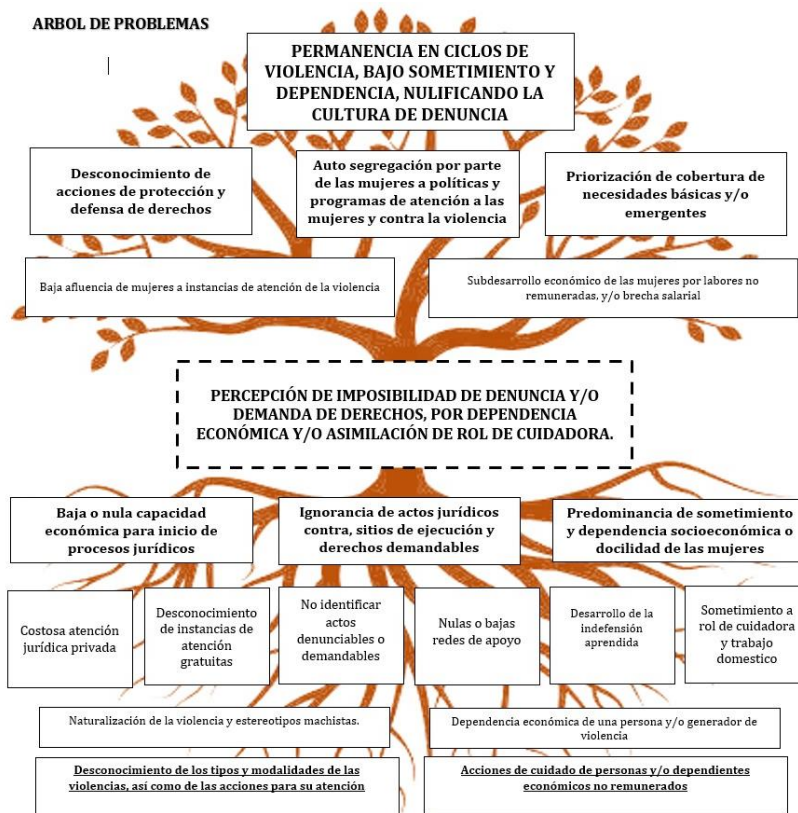 ARBOL DE PROBLEMAS
PERMANENCIA EN CICLOS DE
VIOLENCIA, BAJO SOMETIMIENTO Y
DEPENDENCIA, NULIFICANDO LA
CULTURA DE DENUNCIA
Desconocimiento de
acciones de protección y
defensa de derechos
Auto segregación por parte
de las mujeres a políticas y
programas de atención a las
mujeres y contra la violencia
Priorización de cobertura de
necesidades básicas y/o
emergentes
Baja afluencia de mujeres a instancias de atención de la violencia
Subdesarrollo económico de las mujeres por labores no
remuneradas, y/o brecha salarial
PERCEPCIÓN DE IMPOSIBILIDAD DE DENUNCIA Y/O
DEMANDA DE DERECHOS, POR DEPENDENCIA
ECONÓMICA Y/O ASIMILACIÓN DE ROL DE CUIDADORA.
Baja o nula capacidad
económica para inicio de
procesos jurídicos
Ignorancia de actos jurídicos
contra, sitios de ejecución y
derechos demandables
Predominancia de sometimiento
y dependencia socioeconómica o
docilidad de las mujeres
Costosa atención
jurídica privada
Desconocimiento
de instancias de
atención
gratuitas
No identificar
actos
denunciables o
demandables
Nulas o bajas
redes de apoyo
Desarrollo de la
indefensión
aprendida
Sometimiento a
rol de cuidadora
y trabajo
domestico
Naturalización de la violencia y estereotipos machistas.
Dependencia económica de una persona y/o generador de
violencia
Desconocimiento de los tipos y modalidades de las
violencias, así como de las acciones para su atención
Acciones de cuidado de personas y/o dependientes
económicos no remunerados